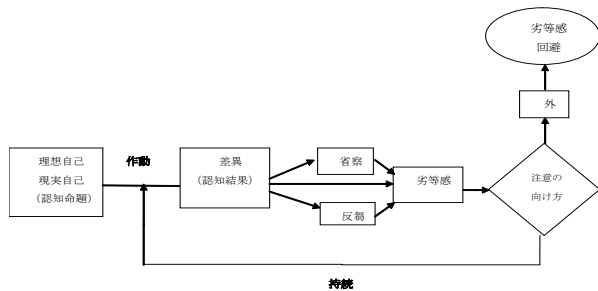 劣等感
回避
外
理想自己
現実自己
（認知命題）
作動
差異
（認知結果）
省察
反芻
劣等感
注意の
向け方
持続